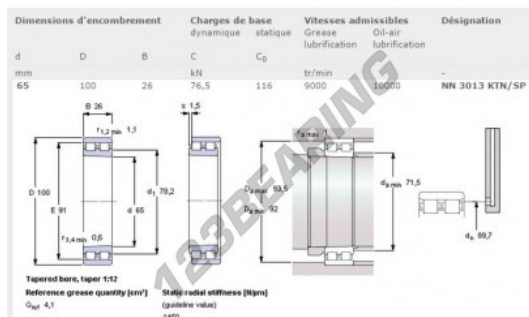 Dimensions d'encombrement Charges de base Vitesses admissibles Désignation
dynamique statique Grease lubrification Oil-air lubrification
d D B C C0
mm kN tr/min -
65 100 26 76,5 116 9000 10000 NN 3013 KTN/SP
B 26
s 1,5
r1,2 min 1,1
ra max 1
D 100
E 91
d 65
d1 78,2
Da max 93,5
Da min 92
da min 71,5
r3,4 min 0,6
dn 89,7
123BEARING
Tapered bore, taper 1:12
Reference grease quantity [cm³] Static radial stiffness [N/µm]
Gref 4,1 (guideline value)